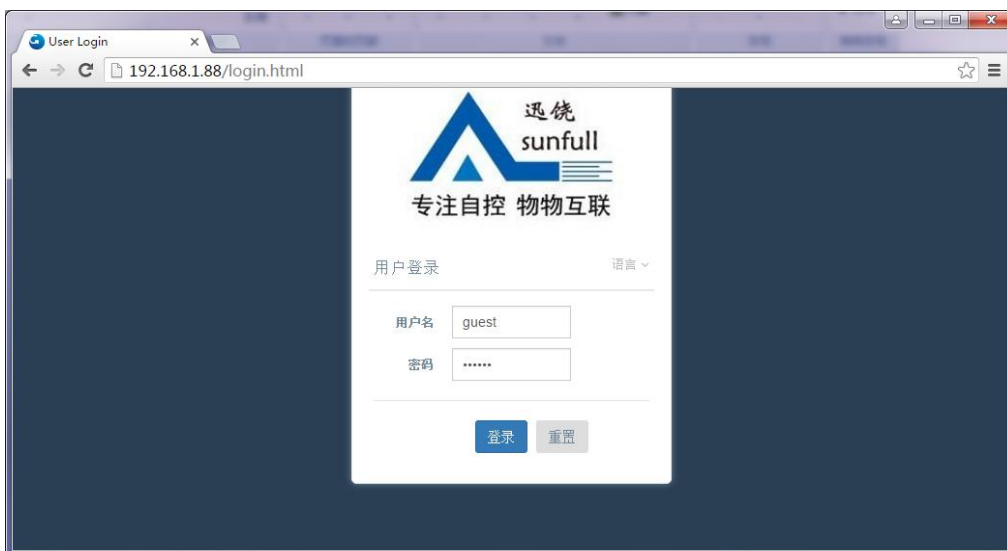 User Login
192.168.1.88/login.html
迅饶
sunfull
专注自控 物物互联
用户登录
语言
用户名 guest
密码 ••••••
登录 重置